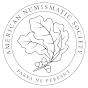 AMERICAN NUMISMATIC SOCIETY
PARVA NE PEREANT